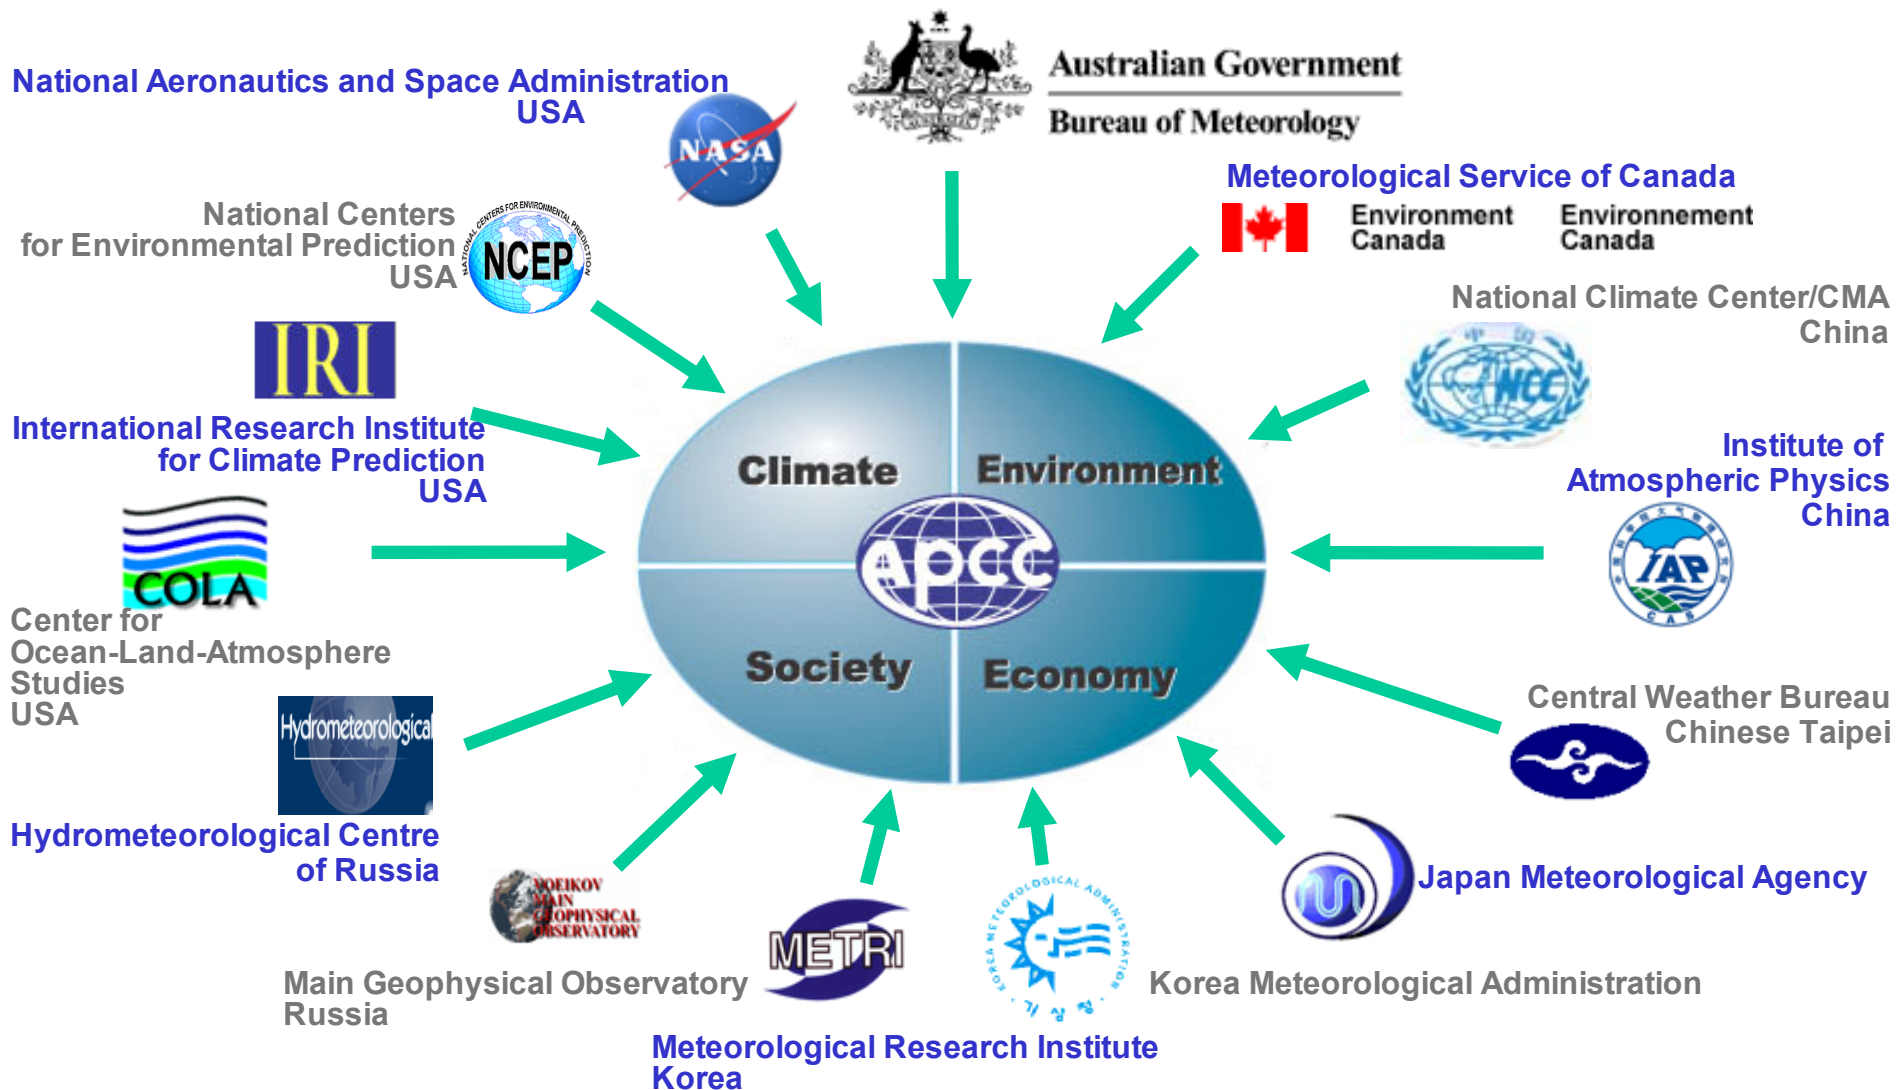 National Aeronautics and Space Administration
USA
NASA
Australian Government
Bureau of Meteorology
Meteorological Service of Canada
Environment Canada
Environnement Canada
National Centers
for Environmental Prediction
USA
NATIONAL CENTERS FOR ENVIRONMENTAL PREDICTION
NCEP
National Climate Center/CMA
China
NCC
IRI
International Research Institute
for Climate Prediction
USA
Institute of
Atmospheric Physics
China
IAP
CAS
Climate
Environment
APCC
Society
Economy
COLA
Center for
Ocean-Land-Atmosphere
Studies
USA
Central Weather Bureau
Chinese Taipei
Hydrometeorological
Hydrometeorological Centre
of Russia
Japan Meteorological Agency
VOEIKOV
MAIN
GEOPHYSICAL
OBSERVATORY
Main Geophysical Observatory
Russia
METRI
Meteorological Research Institute
Korea
KOREA METEOROLOGICAL ADMINISTRATION
Korea Meteorological Administration